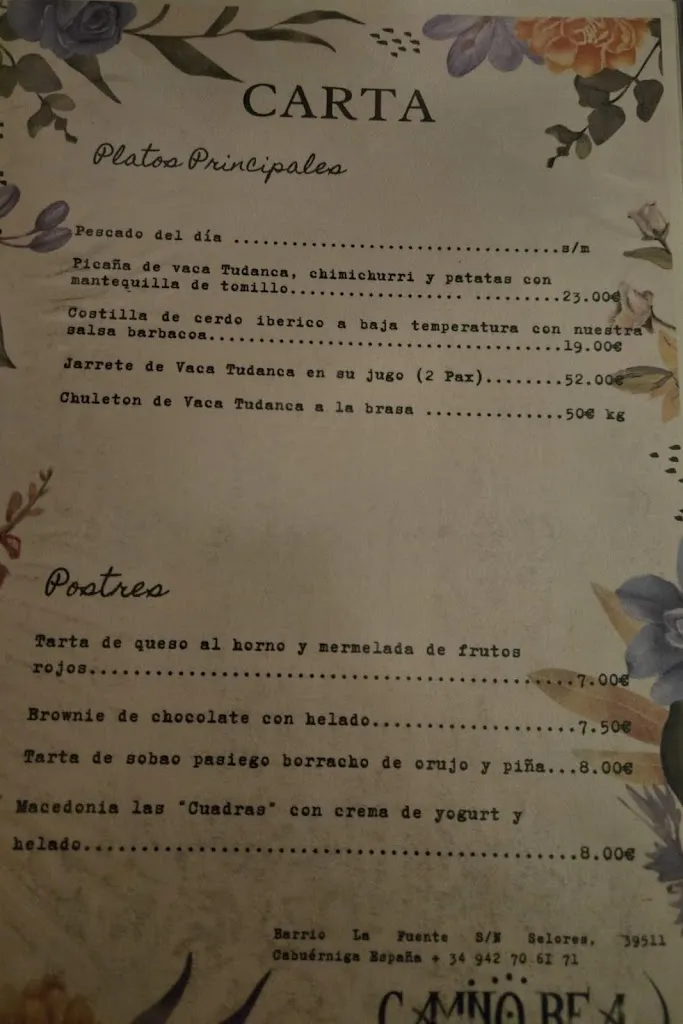 CARTA
Platos Principales
Pescado del día ..................................s/m
Picaña de vaca Tudanca, chimichurri y patatas con
mantequilla de tomillo.................. .........23.00€
Costilla de cerdo iberico a baja temperatura con nuestra
salsa barbacoa....................................19.00€
Jarrete de Vaca Tudanca en su jugo (2 Pax)........52.00€
Chuleton de Vaca Tudanca a la brasa ..............50€ kg
Postres
Tarta de queso al horno y mermelada de frutos
rojos.............................................7.00€
Brownie de chocolate con helado...................7.50€
Tarta de sobao pasiego borracho de orujo y piña...8.00€
Macedonia las "Cuadras" con crema de yogurt y
helado............................................8.00€
Barrio La Fuente S/N Selores, 39511
Cabuérniga España + 34 942 70 61 71
CAMINO REA